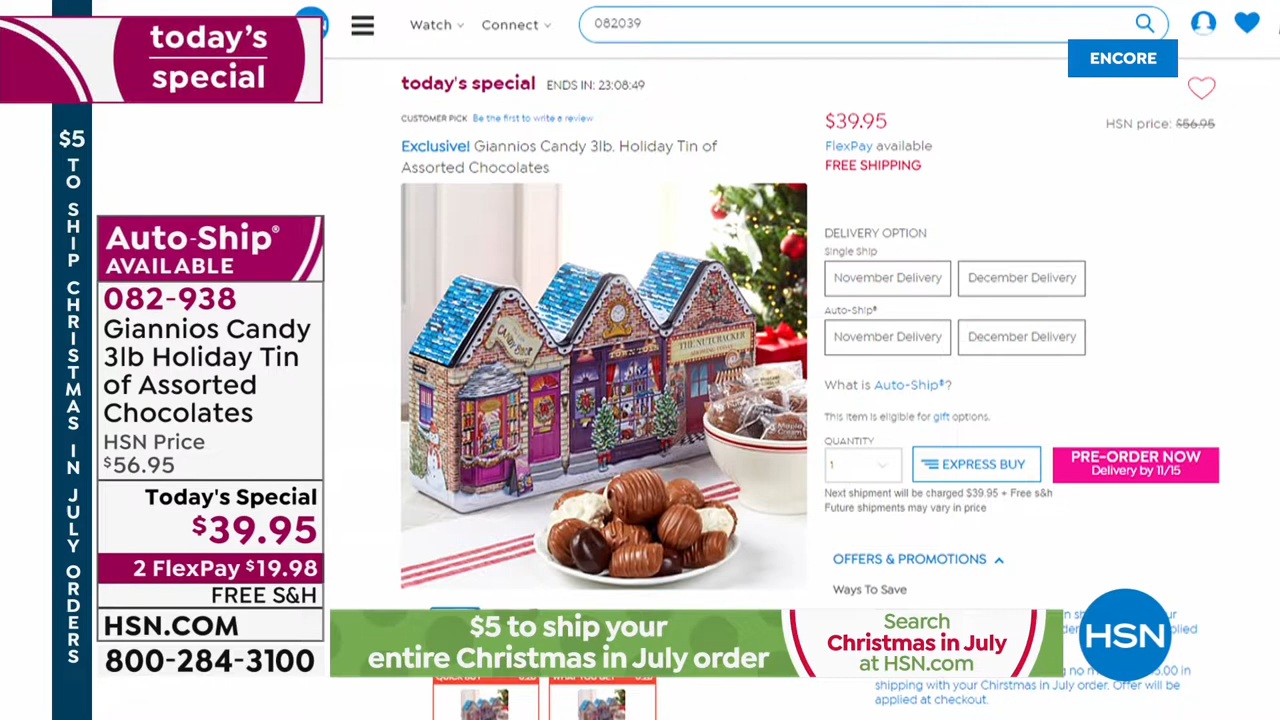 today's
special
$5 TO SHIP CHRISTMAS IN JULY ORDERS
Auto-Ship®
AVAILABLE
082-938
Giannios Candy
3lb Holiday Tin
of Assorted
Chocolates
HSN Price
$56.95
Today's Special
$39.95
2 FlexPay $19.98
FREE S&H
HSN.COM
800-284-3100
Watch
Connect
082039
ENCORE
today's special ENDS IN: 23:08:49
CUSTOMER PICK Be the first to write a review
Exclusive! Giannios Candy 3lb. Holiday Tin of
Assorted Chocolates
CANDY SHOP
THE NUTCRACKER
Maple
Cream
$39.95
HSN price: $56.95
FlexPay available
FREE SHIPPING
DELIVERY OPTION
Single Ship
November Delivery
December Delivery
Auto-Ship®
November Delivery
December Delivery
What is Auto-Ship®?
This item is eligible for gift options.
QUANTITY
1
EXPRESS BUY
PRE-ORDER NOW
Delivery by 11/15
Next shipment will be charged $39.95 + Free s&h
Future shipments may vary in price
OFFERS & PROMOTIONS
Ways To Save
$5 to ship your
entire Christmas in July order
Search
Christmas in July
at HSN.com
HSN
shipping with your Chirstmas in July order. Offer will be
applied at checkout.